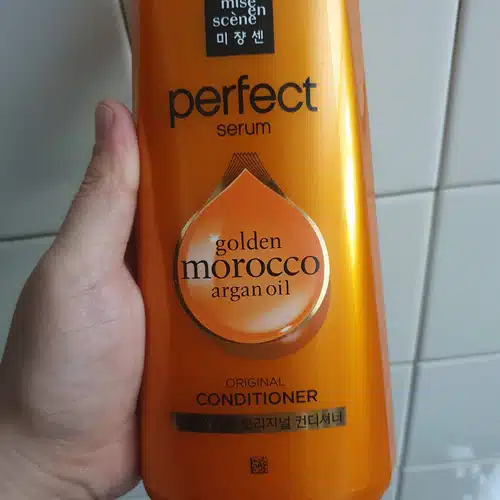 mise
en
scène
미쟝센
perfect
serum
golden
morocco
argan oil
ORIGINAL
CONDITIONER
오리지널 컨디셔너